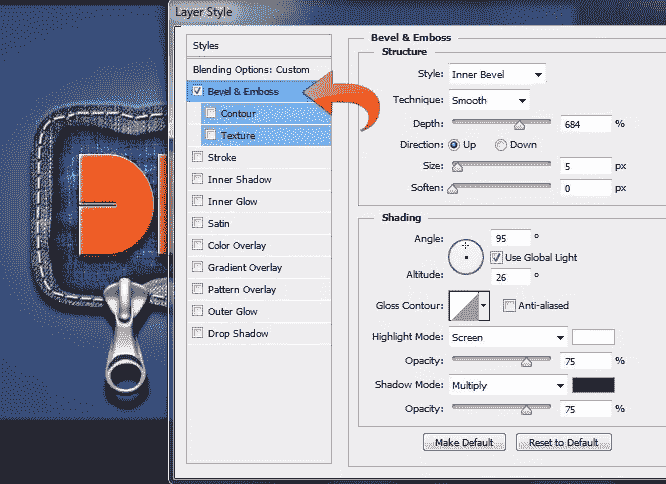 Layer Style
Styles
Blending Options: Custom
Bevel & Emboss
Contour
Texture
Stroke
Inner Shadow
Inner Glow
Satin
Color Overlay
Gradient Overlay
Pattern Overlay
Outer Glow
Drop Shadow
Bevel & Emboss
Structure
Style: Inner Bevel
Technique: Smooth
Depth: 684 %
Direction: Up Down
Size: 5 px
Soften: 0 px
Shading
Angle: 95 °
Use Global Light
Altitude: 26 °
Gloss Contour: Anti-aliased
Highlight Mode: Screen
Opacity: 75 %
Shadow Mode: Multiply
Opacity: 75 %
Make Default Reset to Default